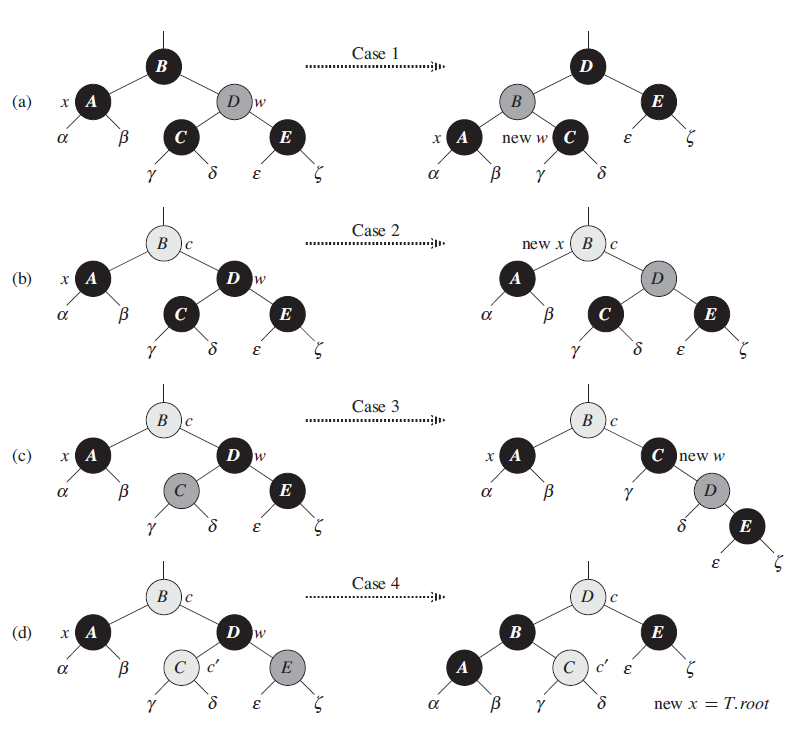 Case 1
B D
(a) x A D w B E
C E x A new w C ε ζ
α β γ δ ε ζ α β γ δ
Case 2
B c new x B c
(b) x A D w A D
α β C E α β C E
γ δ ε ζ γ δ ε ζ
Case 3
B c B c
(c) x A D w x A C new w
α β C E α β γ D
γ δ ε ζ δ E
ε ζ
Case 4
B c D c
(d) x A D w B E
α β C c′ E A C c′ ε ζ
γ δ ε ζ α β γ δ new x = T.root